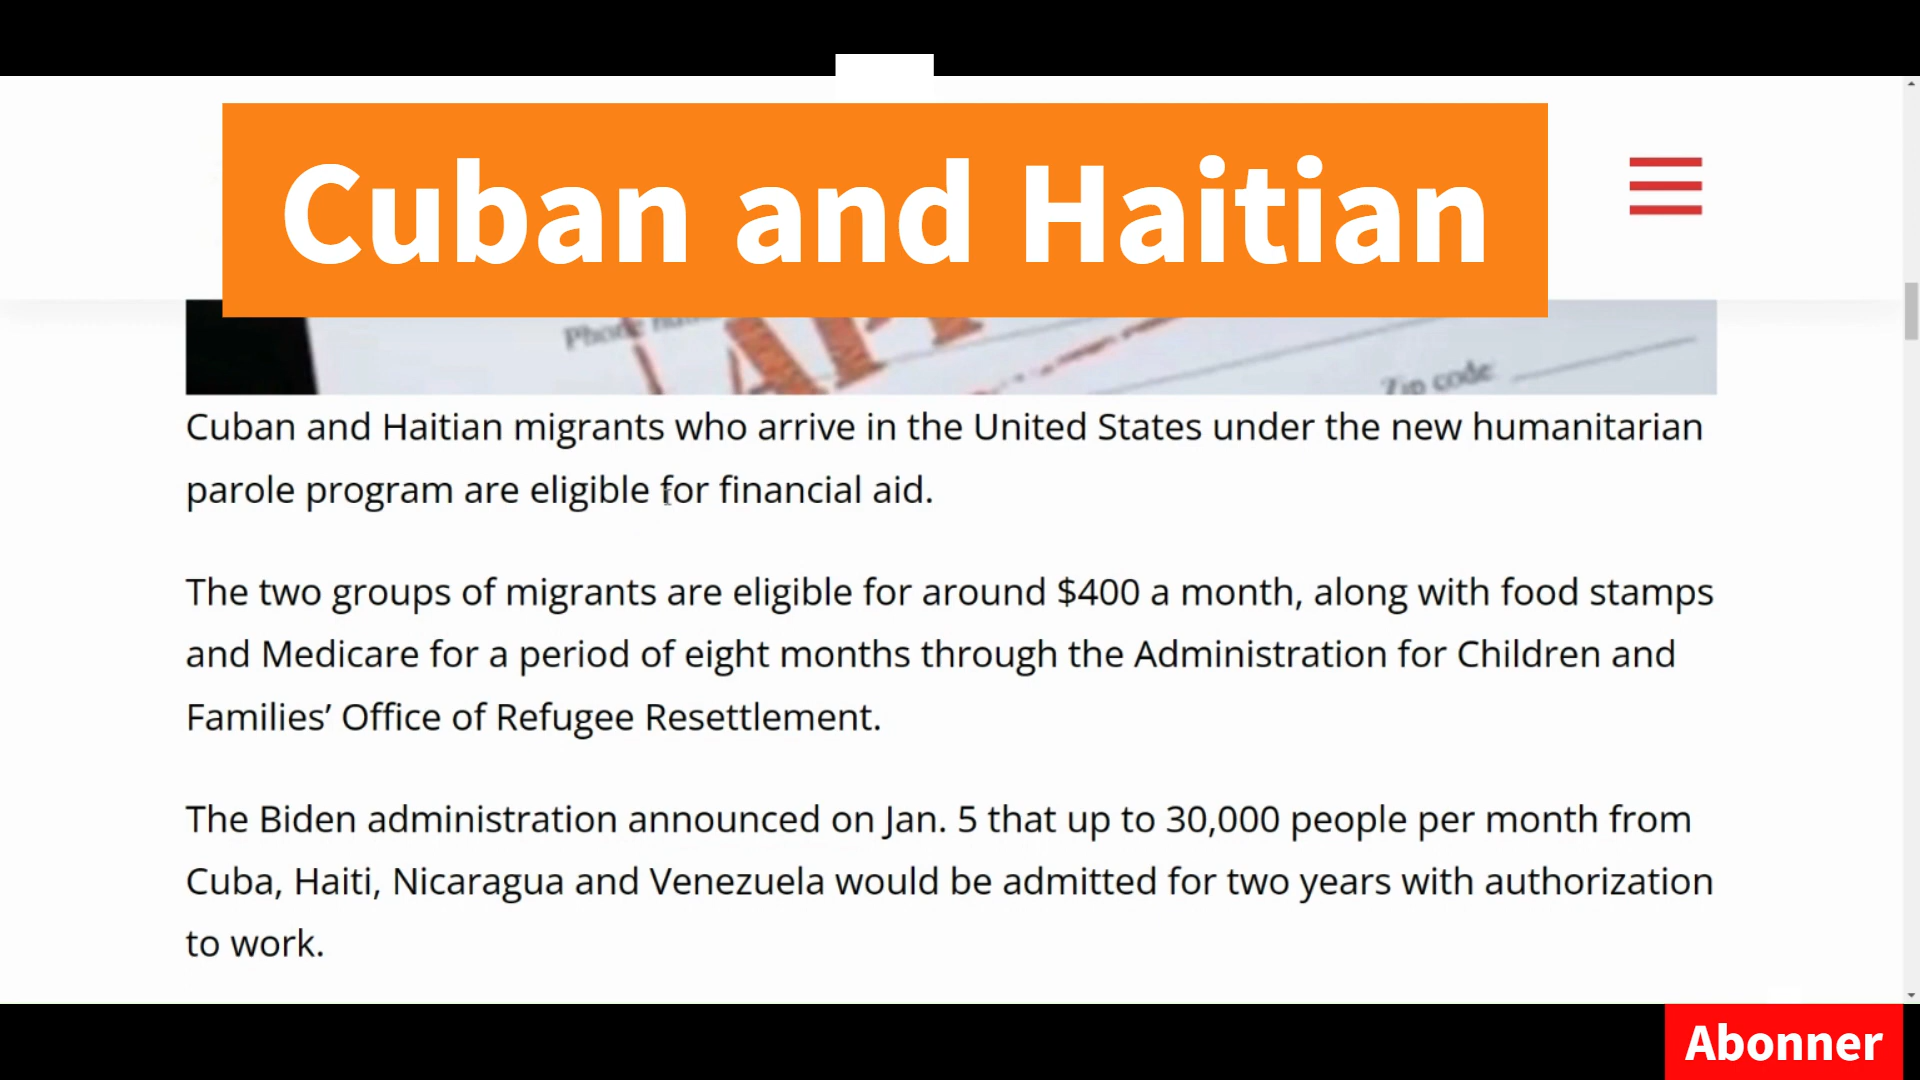 Cuban and Haitian
Phone
Zip code
Cuban and Haitian migrants who arrive in the United States under the new humanitarian
parole program are eligible for financial aid.
The two groups of migrants are eligible for around $400 a month, along with food stamps
and Medicare for a period of eight months through the Administration for Children and
Families’ Office of Refugee Resettlement.
The Biden administration announced on Jan. 5 that up to 30,000 people per month from
Cuba, Haiti, Nicaragua and Venezuela would be admitted for two years with authorization
to work.
Abonner